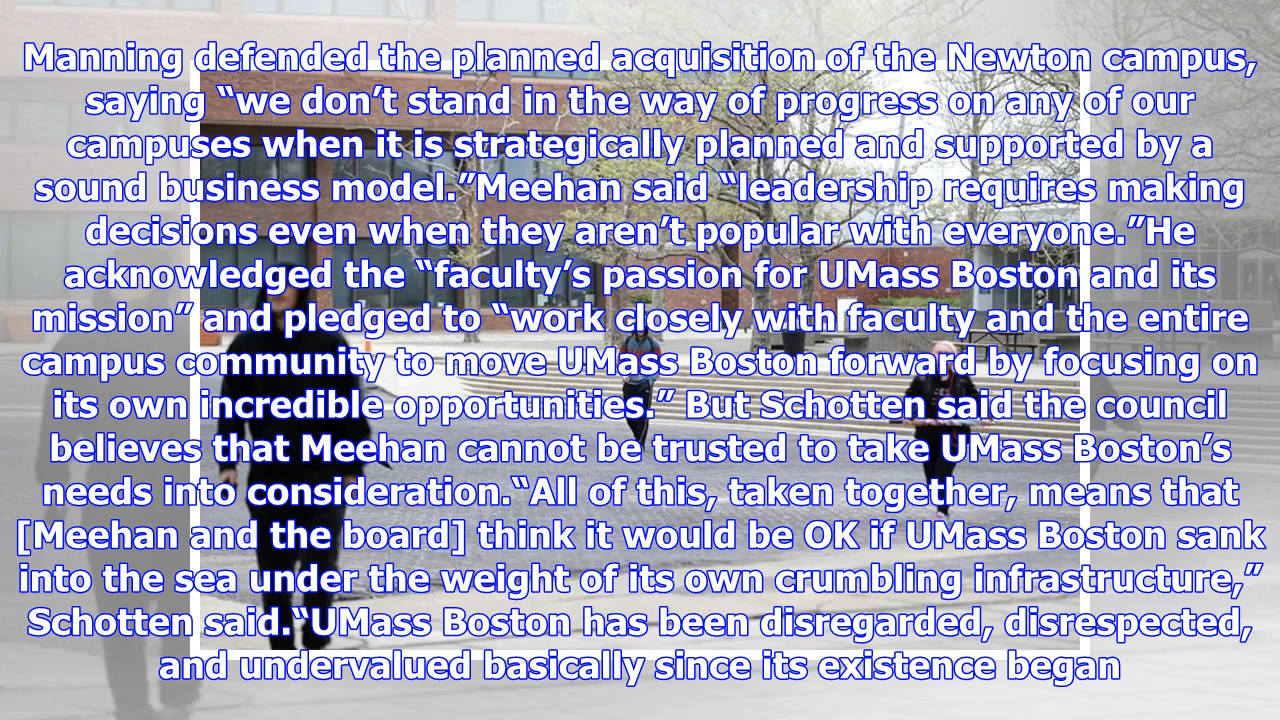 Manning defended the planned acquisition of the Newton campus,
saying “we don’t stand in the way of progress on any of our
campuses when it is strategically planned and supported by a
sound business model.”Meehan said “leadership requires making
decisions even when they aren’t popular with everyone.”He
acknowledged the “faculty’s passion for UMass Boston and its
mission” and pledged to “work closely with faculty and the entire
campus community to move UMass Boston forward by focusing on
its own incredible opportunities.” But Schotten said the council
believes that Meehan cannot be trusted to take UMass Boston’s
needs into consideration.“All of this, taken together, means that
[Meehan and the board] think it would be OK if UMass Boston sank
into the sea under the weight of its own crumbling infrastructure,”
Schotten said.“UMass Boston has been disregarded, disrespected,
and undervalued basically since its existence began